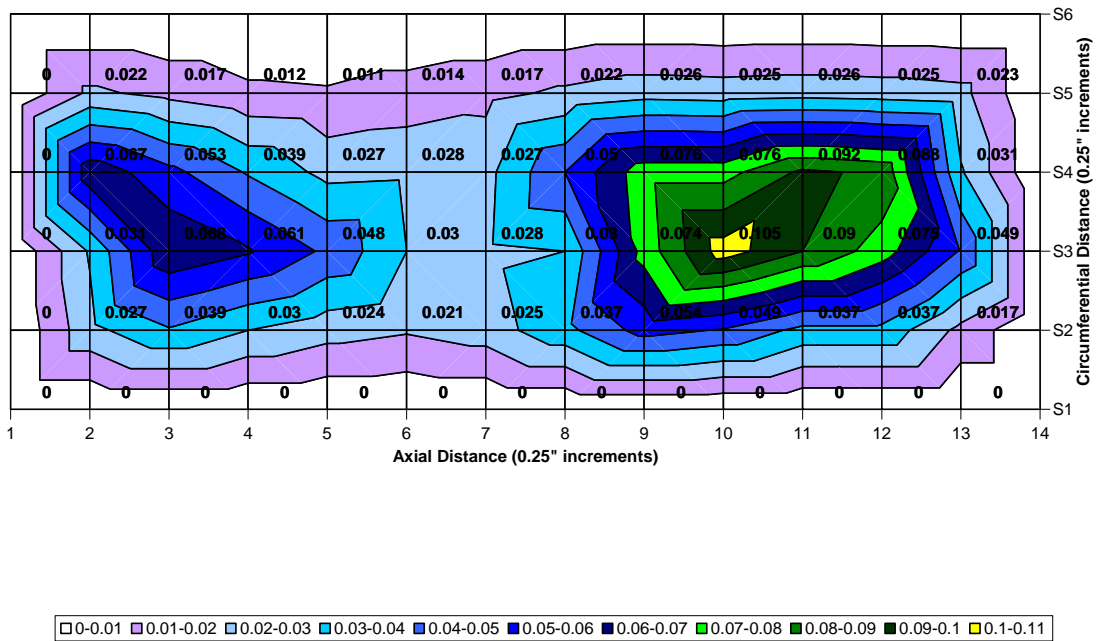 S6
0 0.022 0.017 0.012 0.011 0.014 0.017 0.022 0.026 0.025 0.026 0.025 0.023
S5
0 0.067 0.053 0.039 0.027 0.028 0.027 0.05 0.076 0.076 0.092 0.088 0.031
S4
0 0.031 0.068 0.061 0.048 0.03 0.028 0.03 0.074 0.105 0.09 0.075 0.049
S3
0 0.027 0.039 0.03 0.024 0.021 0.025 0.037 0.054 0.049 0.037 0.037 0.017
S2
0 0 0 0 0 0 0 0 0 0 0 0 0
S1
Circumferential Distance (0.25" increments)
1 2 3 4 5 6 7 8 9 10 11 12 13 14
Axial Distance (0.25" increments)
0-0.01 0.01-0.02 0.02-0.03 0.03-0.04 0.04-0.05 0.05-0.06 0.06-0.07 0.07-0.08 0.08-0.09 0.09-0.1 0.1-0.11